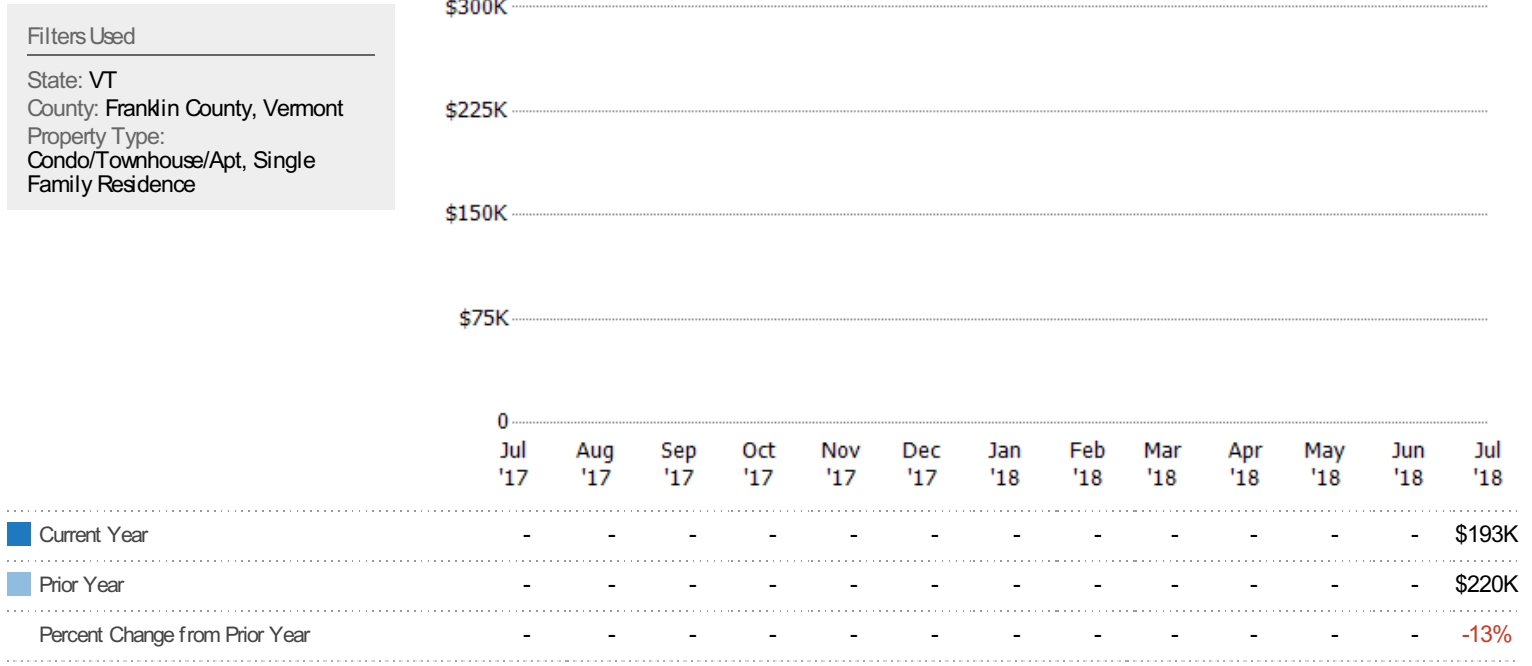 Filters Used
State: VT
County: Franklin County, Vermont
Property Type:
Condo/Townhouse/Apt, Single
Family Residence
$300K
$225K
$150K
$75K
0
Jul '17 Aug '17 Sep '17 Oct '17 Nov '17 Dec '17 Jan '18 Feb '18 Mar '18 Apr '18 May '18 Jun '18 Jul '18
Current Year - - - - - - - - - - - - $193K
Prior Year - - - - - - - - - - - - $220K
Percent Change from Prior Year - - - - - - - - - - - - -13%